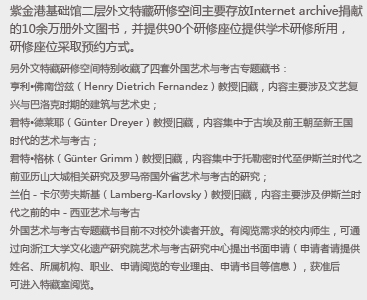 紫金港基础馆二层外文特藏研修空间主要存放Internet archive捐献
的10余万册外文图书，并提供90个研修座位提供学术研修所用，
研修座位采取预约方式。
另外文特藏研修空间特别收藏了四套外国艺术与考古专题藏书：
亨利•佛南岱兹（Henry Dietrich Fernandez）教授旧藏，内容主要涉及文艺复
兴与巴洛克时期的建筑与艺术史；
君特•德莱耶（Günter Dreyer）教授旧藏，内容集中于古埃及前王朝至新王国
时代的艺术与考古；
君特•格林（Günter Grimm）教授旧藏，内容集中于托勒密时代至伊斯兰时代之
前亚历山大城相关研究及罗马帝国外省艺术与考古的研究；
兰伯－卡尔劳夫斯基（Lamberg-Karlovsky）教授旧藏，内容主要涉及伊斯兰时
代之前的中－西亚艺术与考古
外国艺术与考古专题藏书目前不对校外读者开放。有阅览需求的校内师生，可通
过向浙江大学文化遗产研究院艺术与考古研究中心提出书面申请（申请者请提供
姓名、所属机构、职业、申请阅览的专业理由、申请书目等信息），获准后
可进入特藏室阅览。